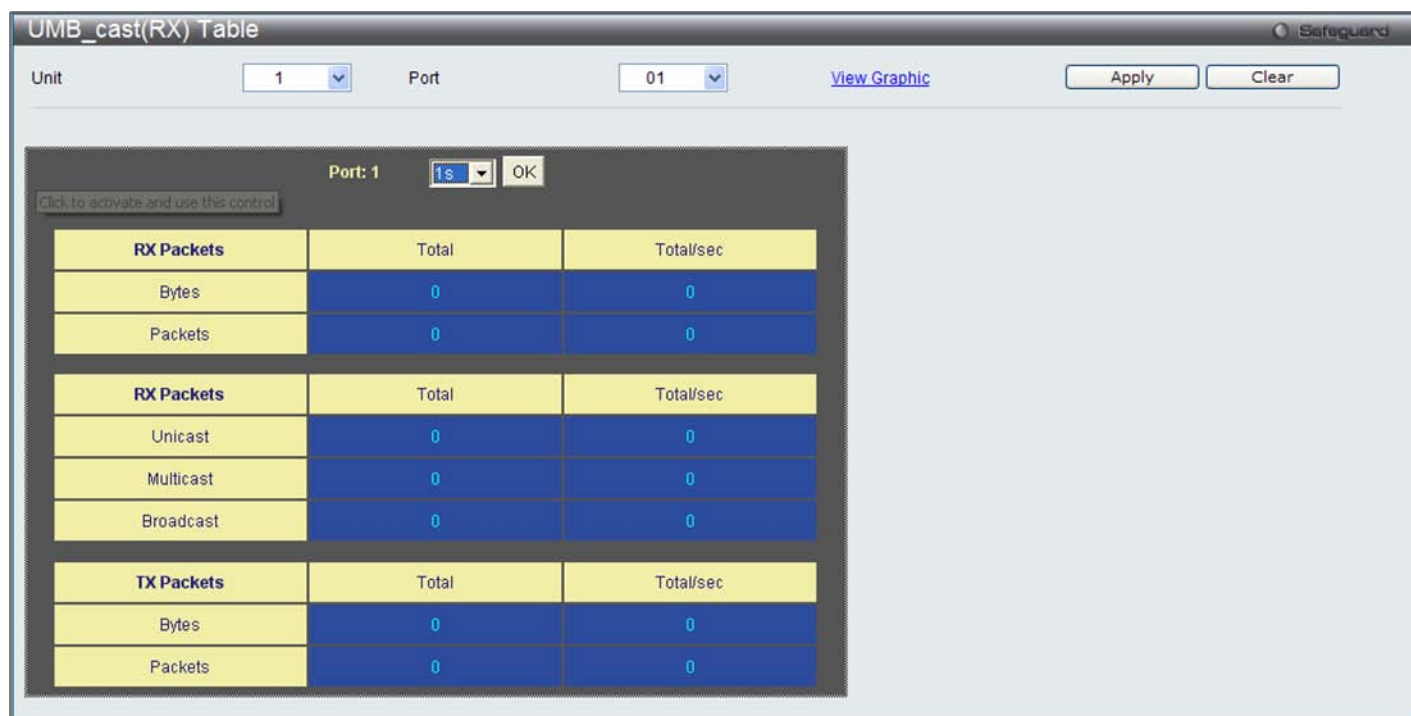 UMB_cast(RX) Table
Safeguard
Unit 1 Port 01 View Graphic Apply Clear
Port: 1 1s OK
Click to activate and use this control
RX Packets Total Total/sec
Bytes 0 0
Packets 0 0
RX Packets Total Total/sec
Unicast 0 0
Multicast 0 0
Broadcast 0 0
TX Packets Total Total/sec
Bytes 0 0
Packets 0 0